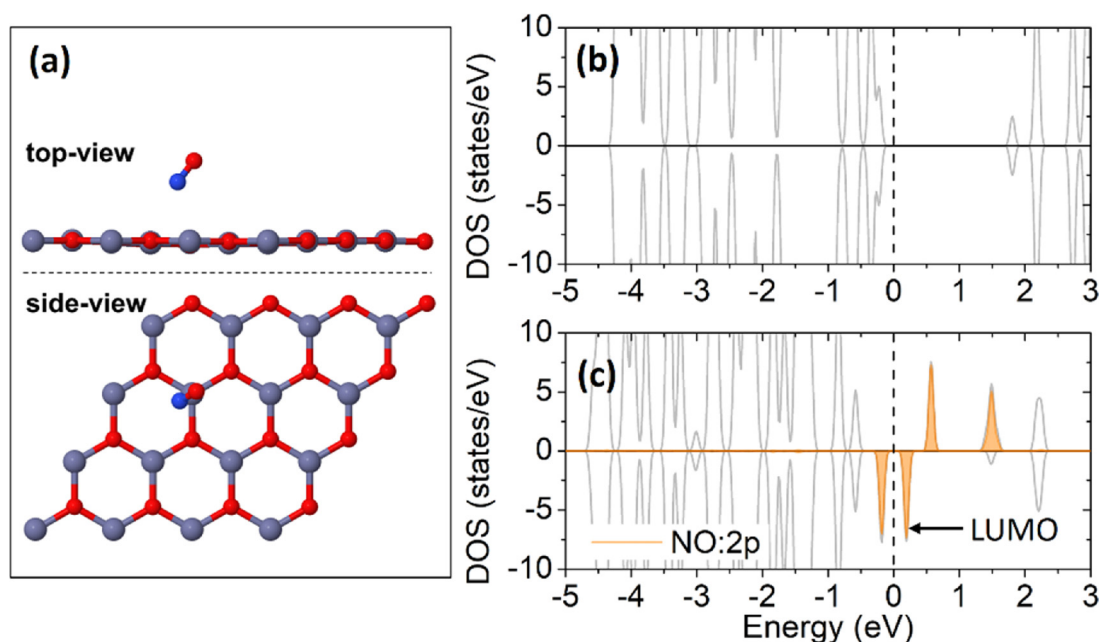 (a)
top-view
side-view
(b)
DOS (states/eV)
10
5
0
-5
-10
-5 -4 -3 -2 -1 0 1 2 3
(c)
DOS (states/eV)
10
5
0
-5
-10
NO:2p
LUMO
-5 -4 -3 -2 -1 0 1 2 3
Energy (eV)